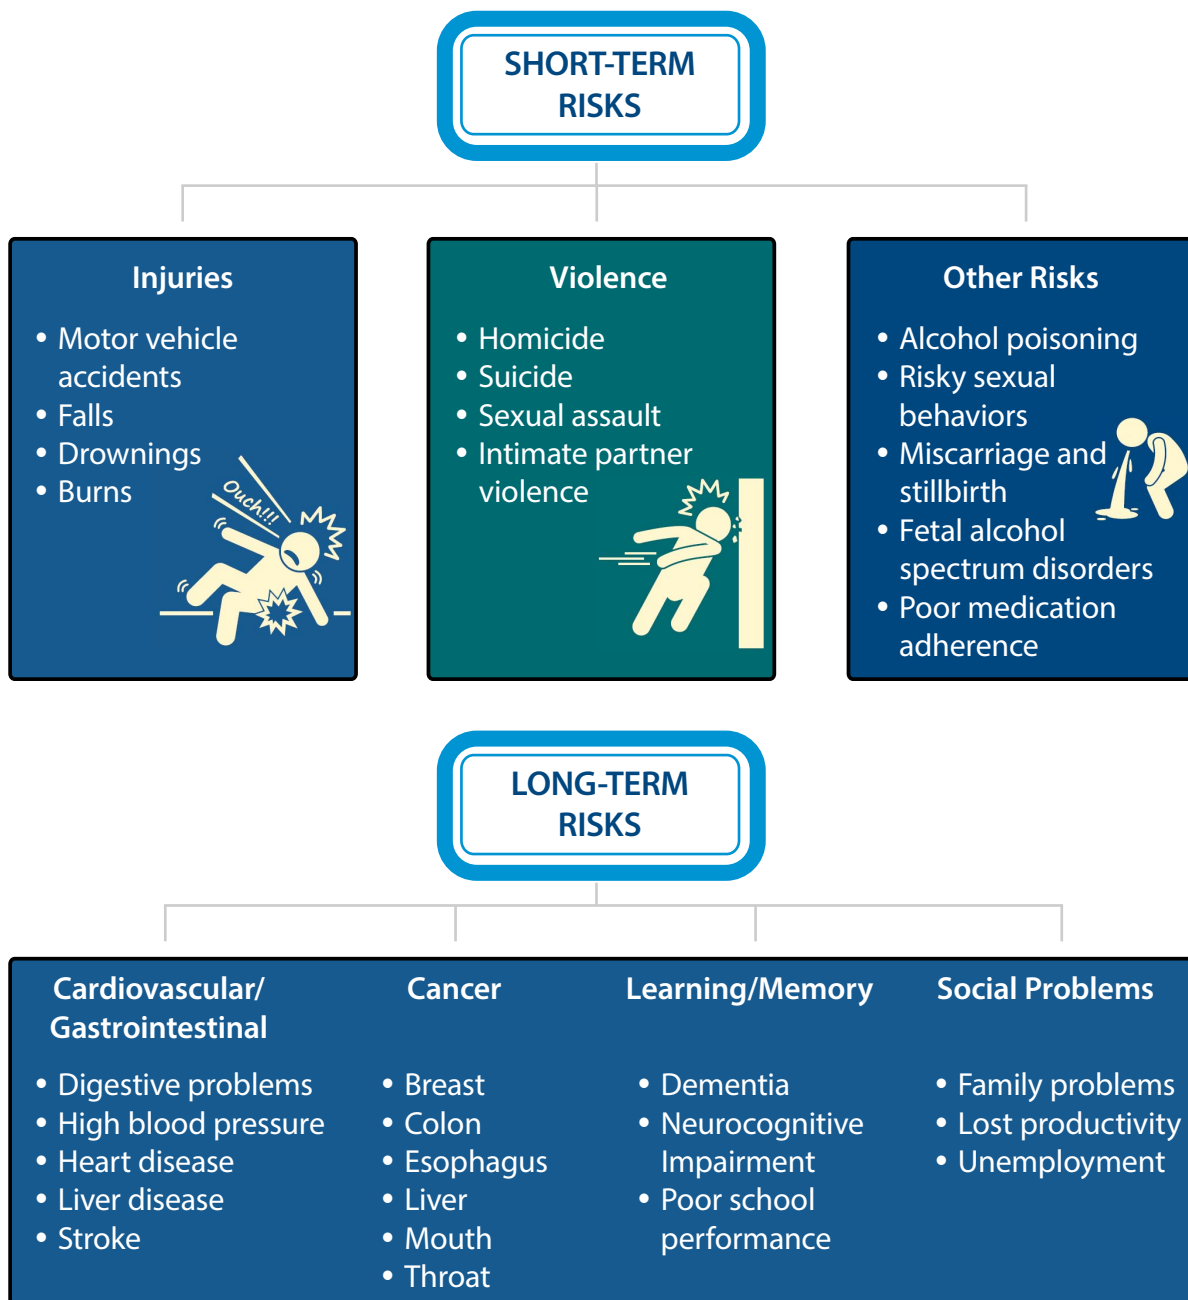 SHORT-TERM
RISKS
Injuries
• Motor vehicle
accidents
• Falls
• Drownings
• Burns
Ouch!!!
Violence
• Homicide
• Suicide
• Sexual assault
• Intimate partner
violence
Other Risks
• Alcohol poisoning
• Risky sexual
behaviors
• Miscarriage and
stillbirth
• Fetal alcohol
spectrum disorders
• Poor medication
adherence
LONG-TERM
RISKS
Cardiovascular/
Gastrointestinal
• Digestive problems
• High blood pressure
• Heart disease
• Liver disease
• Stroke
Cancer
• Breast
• Colon
• Esophagus
• Liver
• Mouth
• Throat
Learning/Memory
• Dementia
• Neurocognitive
Impairment
• Poor school
performance
Social Problems
• Family problems
• Lost productivity
• Unemployment